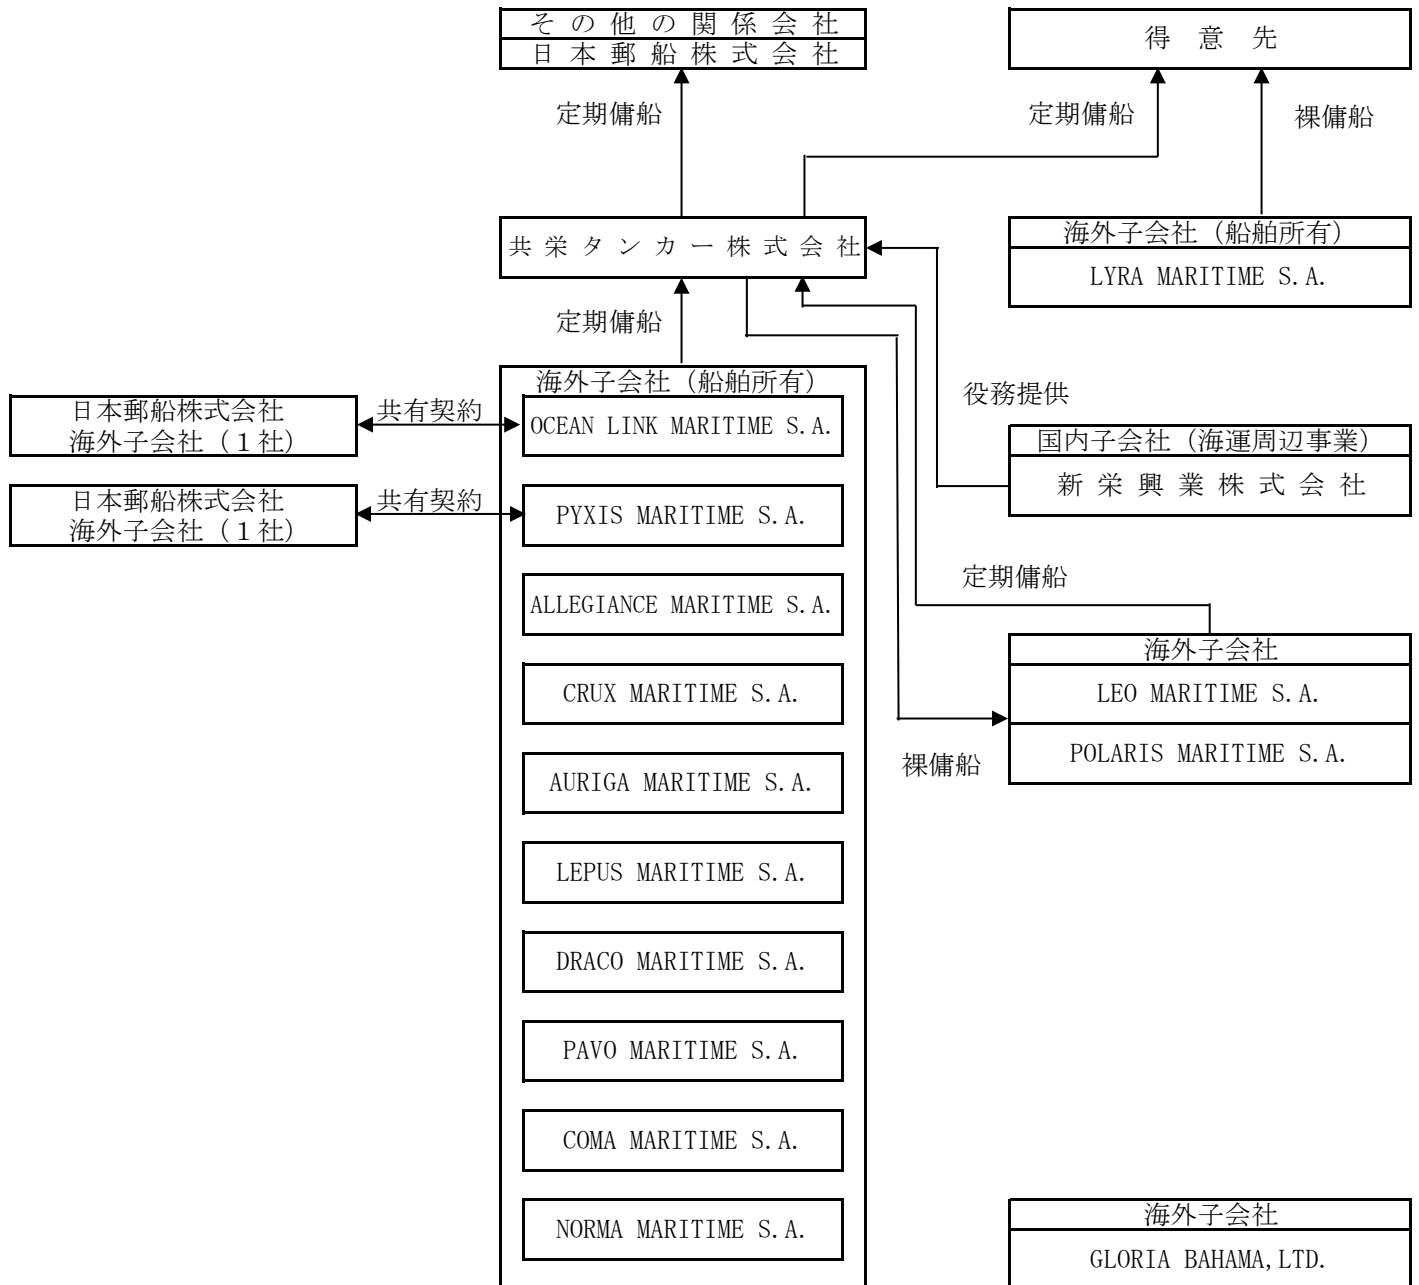 その他の関係会社
日本郵船株式会社
得意先
定期傭船
定期傭船
裸傭船
共栄タンカー株式会社
海外子会社（船舶所有）
LYRA MARITIME S.A.
定期傭船
海外子会社（船舶所有）
役務提供
日本郵船株式会社
海外子会社（１社）
共有契約
OCEAN LINK MARITIME S.A.
国内子会社（海運周辺事業）
新栄興業株式会社
日本郵船株式会社
海外子会社（１社）
共有契約
PYXIS MARITIME S.A.
定期傭船
ALLEGIANCE MARITIME S.A.
海外子会社
CRUX MARITIME S.A.
LEO MARITIME S.A.
POLARIS MARITIME S.A.
裸傭船
AURIGA MARITIME S.A.
LEPUS MARITIME S.A.
DRACO MARITIME S.A.
PAVO MARITIME S.A.
COMA MARITIME S.A.
NORMA MARITIME S.A.
海外子会社
GLORIA BAHAMA,LTD.